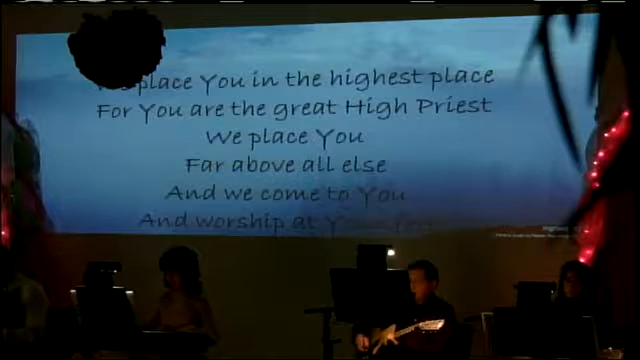 place You in the highest place
For You are the great High Priest
We place You
Far above all else
And we come to You
And worship at